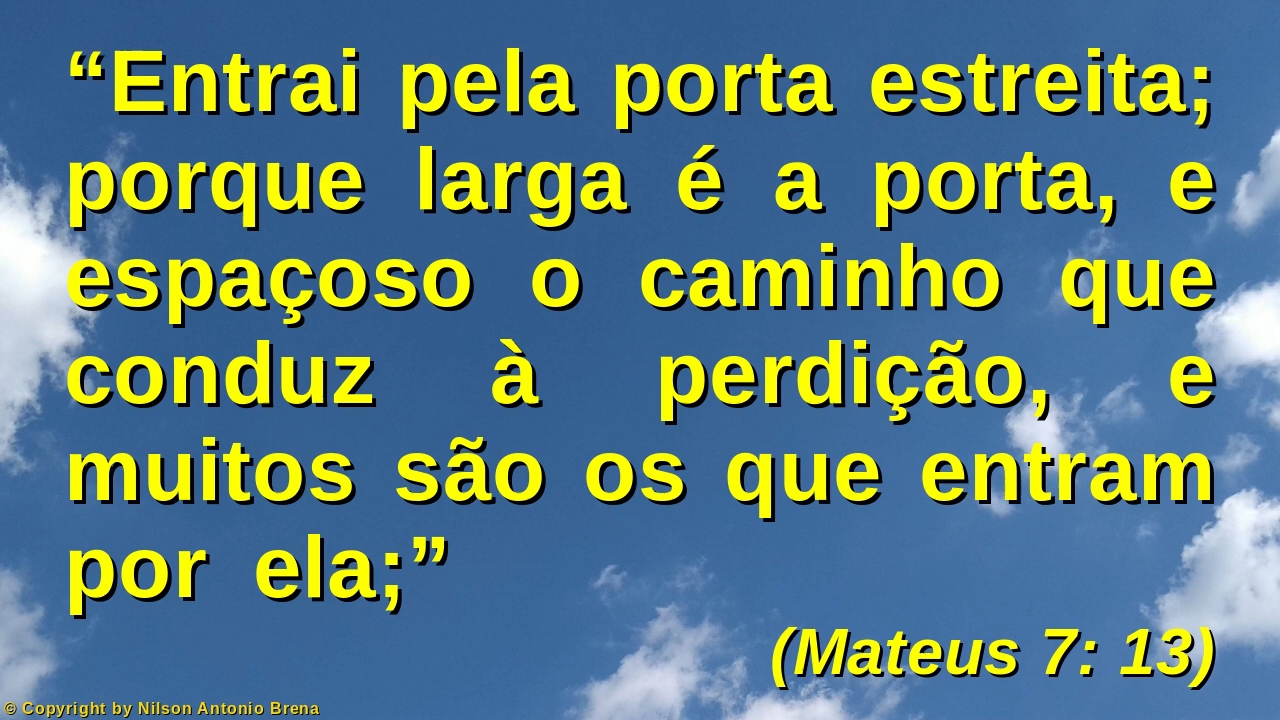 “Entrai pela porta estreita;
porque larga é a porta, e
espaçoso o caminho que
conduz à perdição, e
muitos são os que entram
por ela;”
(Mateus 7: 13)
© Copyright by Nilson Antonio Brena